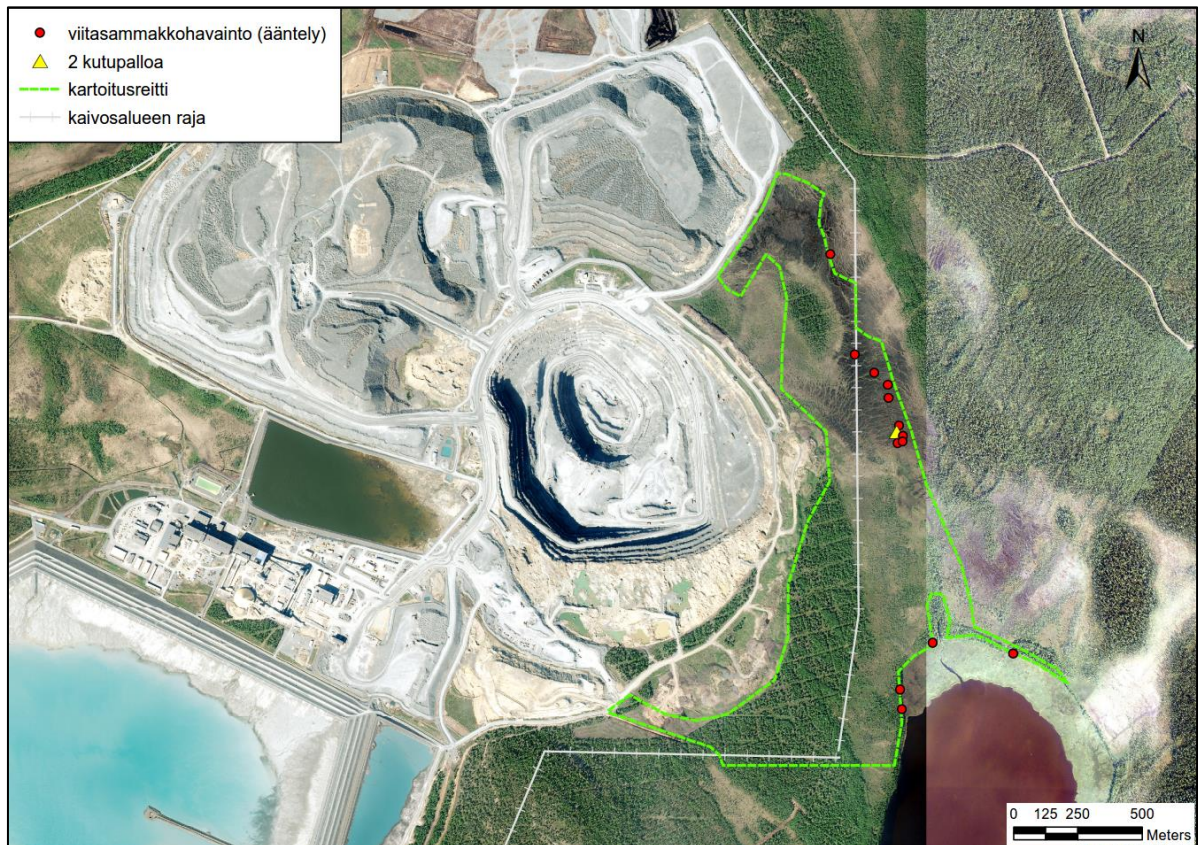 viitasammakkohavainto (ääntely)
2 kutupalloa
kartoitusreitti
kaivosalueen raja
N
0 125 250 500
Meters